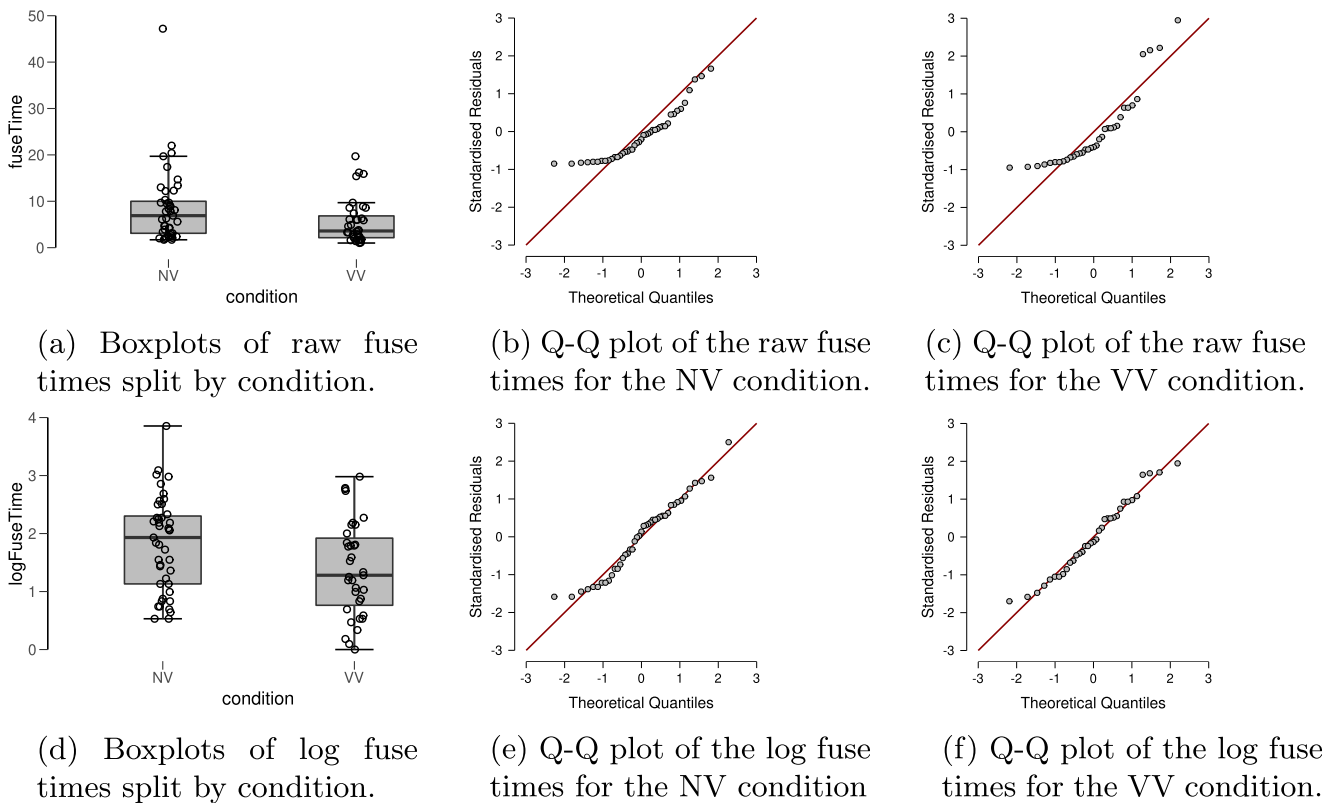 50
40
30
20
10
0
fuseTime
NV
VV
condition
3
2
1
0
-1
-2
-3
Standardised Residuals
-3 -2 -1 0 1 2 3
Theoretical Quantiles
3
2
1
0
-1
-2
-3
Standardised Residuals
-3 -2 -1 0 1 2 3
Theoretical Quantiles
(a) Boxplots of raw fuse
times split by condition.
(b) Q-Q plot of the raw fuse
times for the NV condition.
(c) Q-Q plot of the raw fuse
times for the VV condition.
4
3
2
1
0
logFuseTime
NV
VV
condition
3
2
1
0
-1
-2
-3
Standardised Residuals
-3 -2 -1 0 1 2 3
Theoretical Quantiles
3
2
1
0
-1
-2
-3
Standardised Residuals
-3 -2 -1 0 1 2 3
Theoretical Quantiles
(d) Boxplots of log fuse
times split by condition.
(e) Q-Q plot of the log fuse
times for the NV condition
(f) Q-Q plot of the log fuse
times for the VV condition.